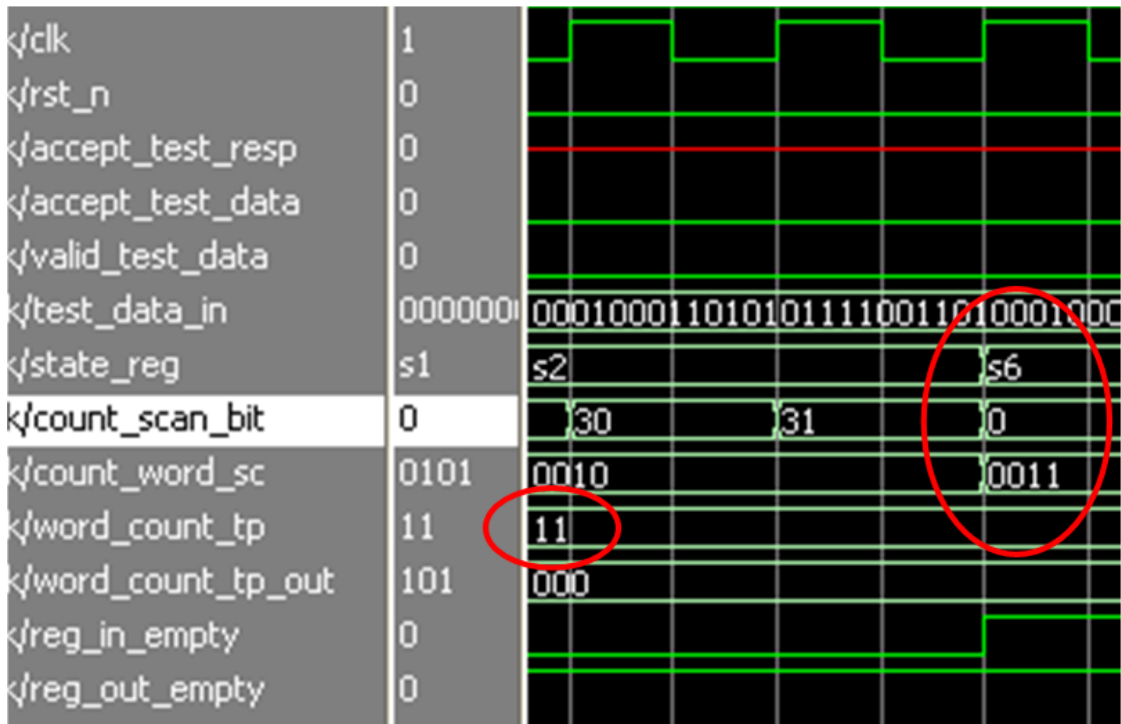 k/clk 1
k/rst_n 0
k/accept_test_resp 0
k/accept_test_data 0
k/valid_test_data 0
k/test_data_in 0000000 000100011010101111001101000100
k/state_reg s1 s2 s6
k/count_scan_bit 0 30 31 0
k/count_word_sc 0101 0010 0011
k/word_count_tp 11 11
k/word_count_tp_out 101 000
k/reg_in_empty 0
k/reg_out_empty 0